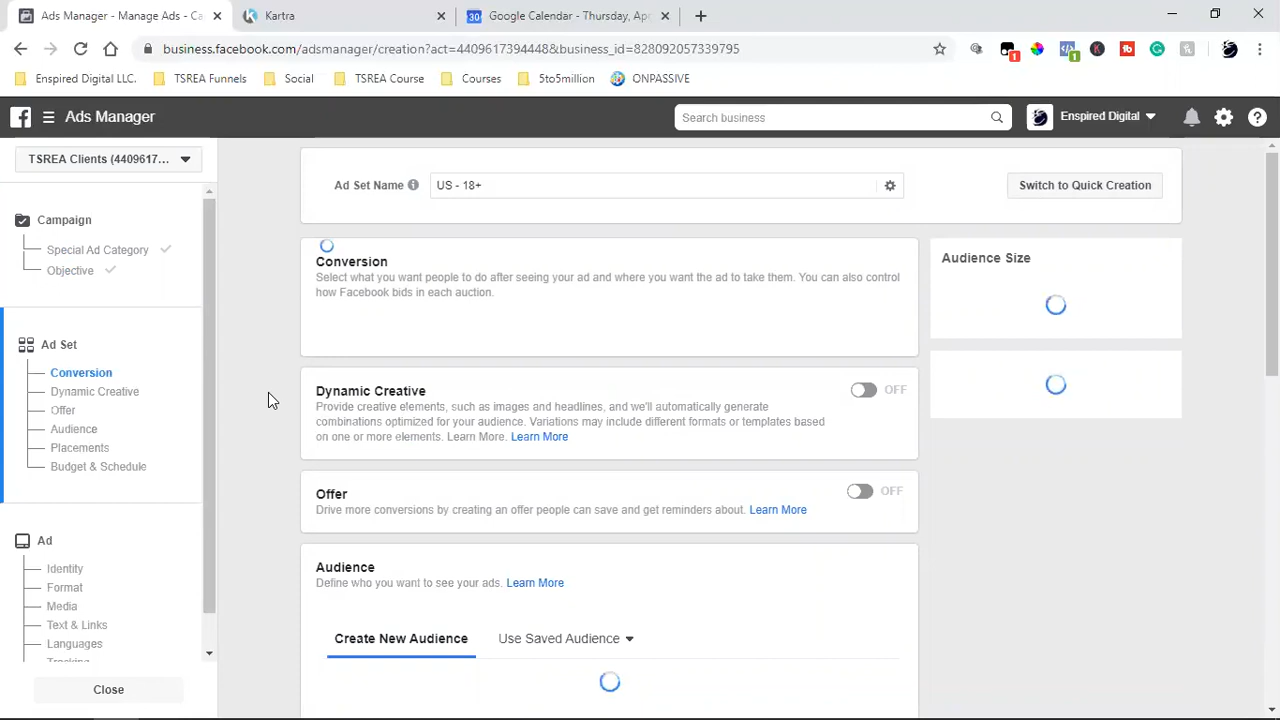 Ads Manager - Manage Ads - Ca
Kartra
Google Calendar - Thursday, Apr
business.facebook.com/adsmanager/creation?act=4409617394448&business_id=828092057339795
1
1
Enspired Digital LLC.
TSREA Funnels
Social
TSREA Course
Courses
5to5million
ONPASSIVE
Ads Manager
Search business
Enspired Digital
TSREA Clients (4409617...
Campaign
Special Ad Category
Objective
Ad Set
Conversion
Dynamic Creative
Offer
Audience
Placements
Budget & Schedule
Ad
Identity
Format
Media
Text & Links
Languages
Tracking
Close
Ad Set Name
US - 18+
Switch to Quick Creation
Conversion
Select what you want people to do after seeing your ad and where you want the ad to take them. You can also control
how Facebook bids in each auction.
Dynamic Creative
OFF
Provide creative elements, such as images and headlines, and we'll automatically generate
combinations optimized for your audience. Variations may include different formats or templates based
on one or more elements. Learn More. Learn More
Offer
OFF
Drive more conversions by creating an offer people can save and get reminders about. Learn More
Audience
Define who you want to see your ads. Learn More
Create New Audience
Use Saved Audience
Audience Size